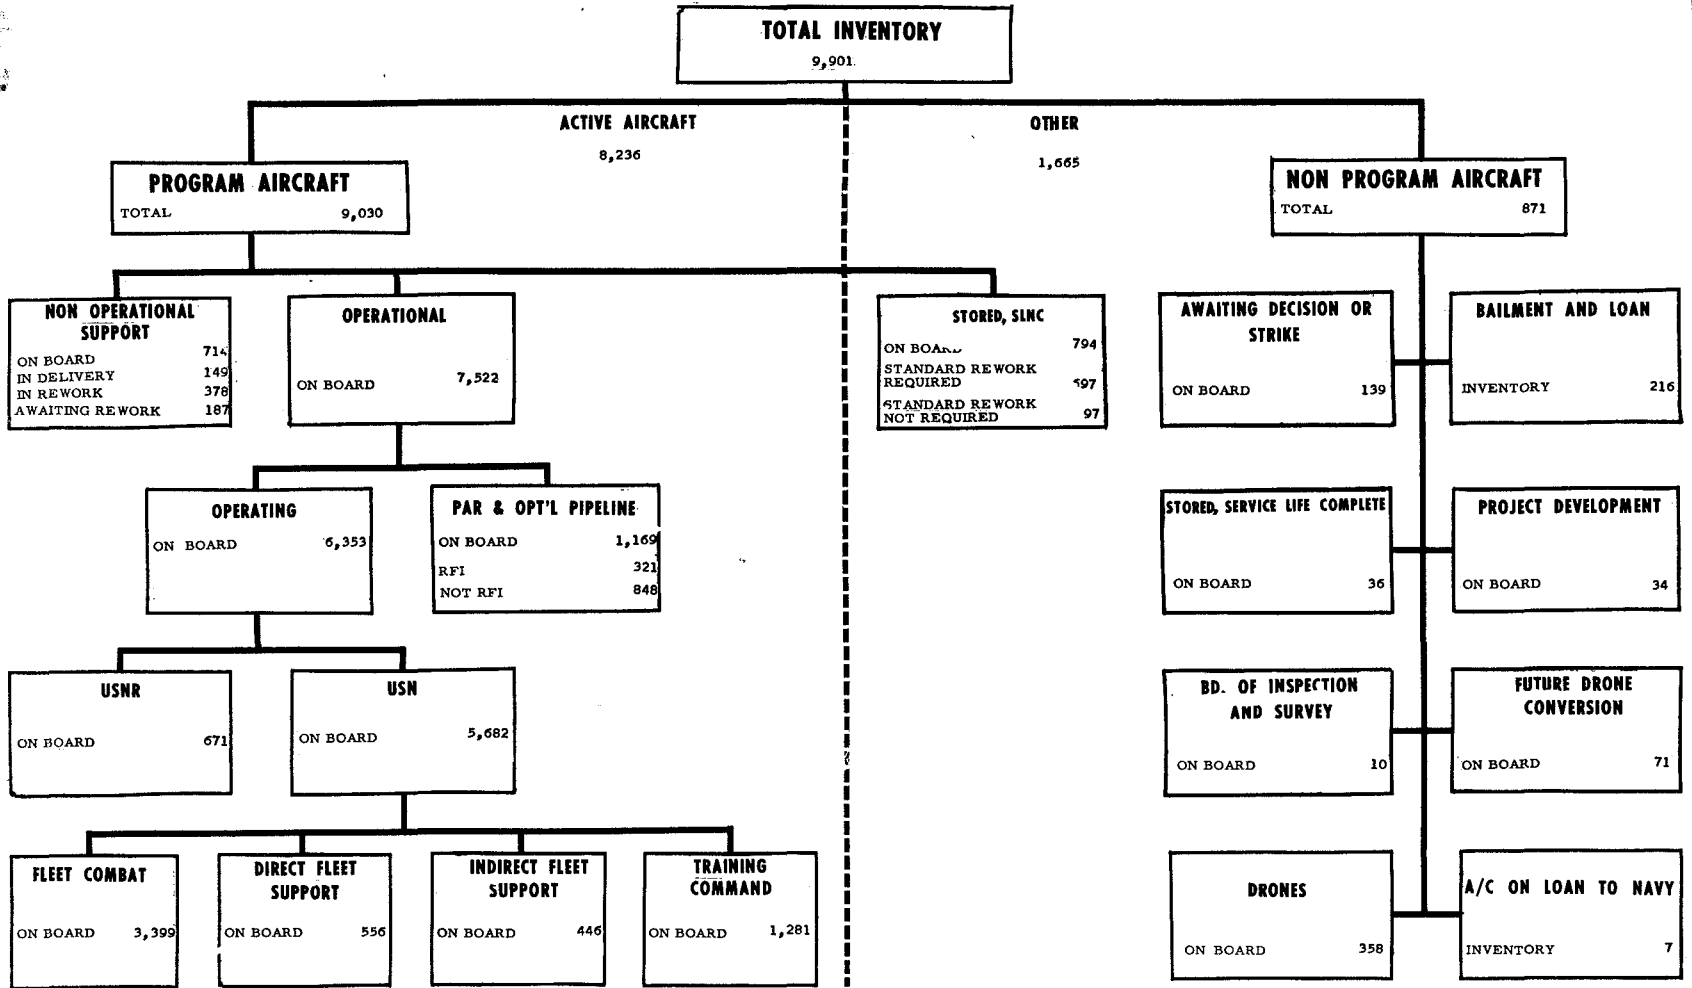 TOTAL INVENTORY
9,901
ACTIVE AIRCRAFT
8,236
OTHER
1,665
PROGRAM AIRCRAFT
TOTAL 9,030
NON PROGRAM AIRCRAFT
TOTAL 871
NON OPERATIONAL
SUPPORT
ON BOARD 714
IN DELIVERY 149
IN REWORK 378
AWAITING REWORK 187
OPERATIONAL
ON BOARD 7,522
STORED, SLNC
ON BOARD 794
STANDARD REWORK
REQUIRED 697
STANDARD REWORK
NOT REQUIRED 97
AWAITING DECISION OR
STRIKE
ON BOARD 139
BAILMENT AND LOAN
INVENTORY 216
OPERATING
ON BOARD 6,353
PAR & OPT'L PIPELINE
ON BOARD 1,169
RFI 321
NOT RFI 848
STORED, SERVICE LIFE COMPLETE
ON BOARD 36
PROJECT DEVELOPMENT
ON BOARD 34
USNR
ON BOARD 671
USN
ON BOARD 5,682
BD. OF INSPECTION
AND SURVEY
ON BOARD 10
FUTURE DRONE
CONVERSION
ON BOARD 71
FLEET COMBAT
ON BOARD 3,399
DIRECT FLEET
SUPPORT
ON BOARD 556
INDIRECT FLEET
SUPPORT
ON BOARD 446
TRAINING
COMMAND
ON BOARD 1,281
DRONES
ON BOARD 358
A/C ON LOAN TO NAVY
INVENTORY 7